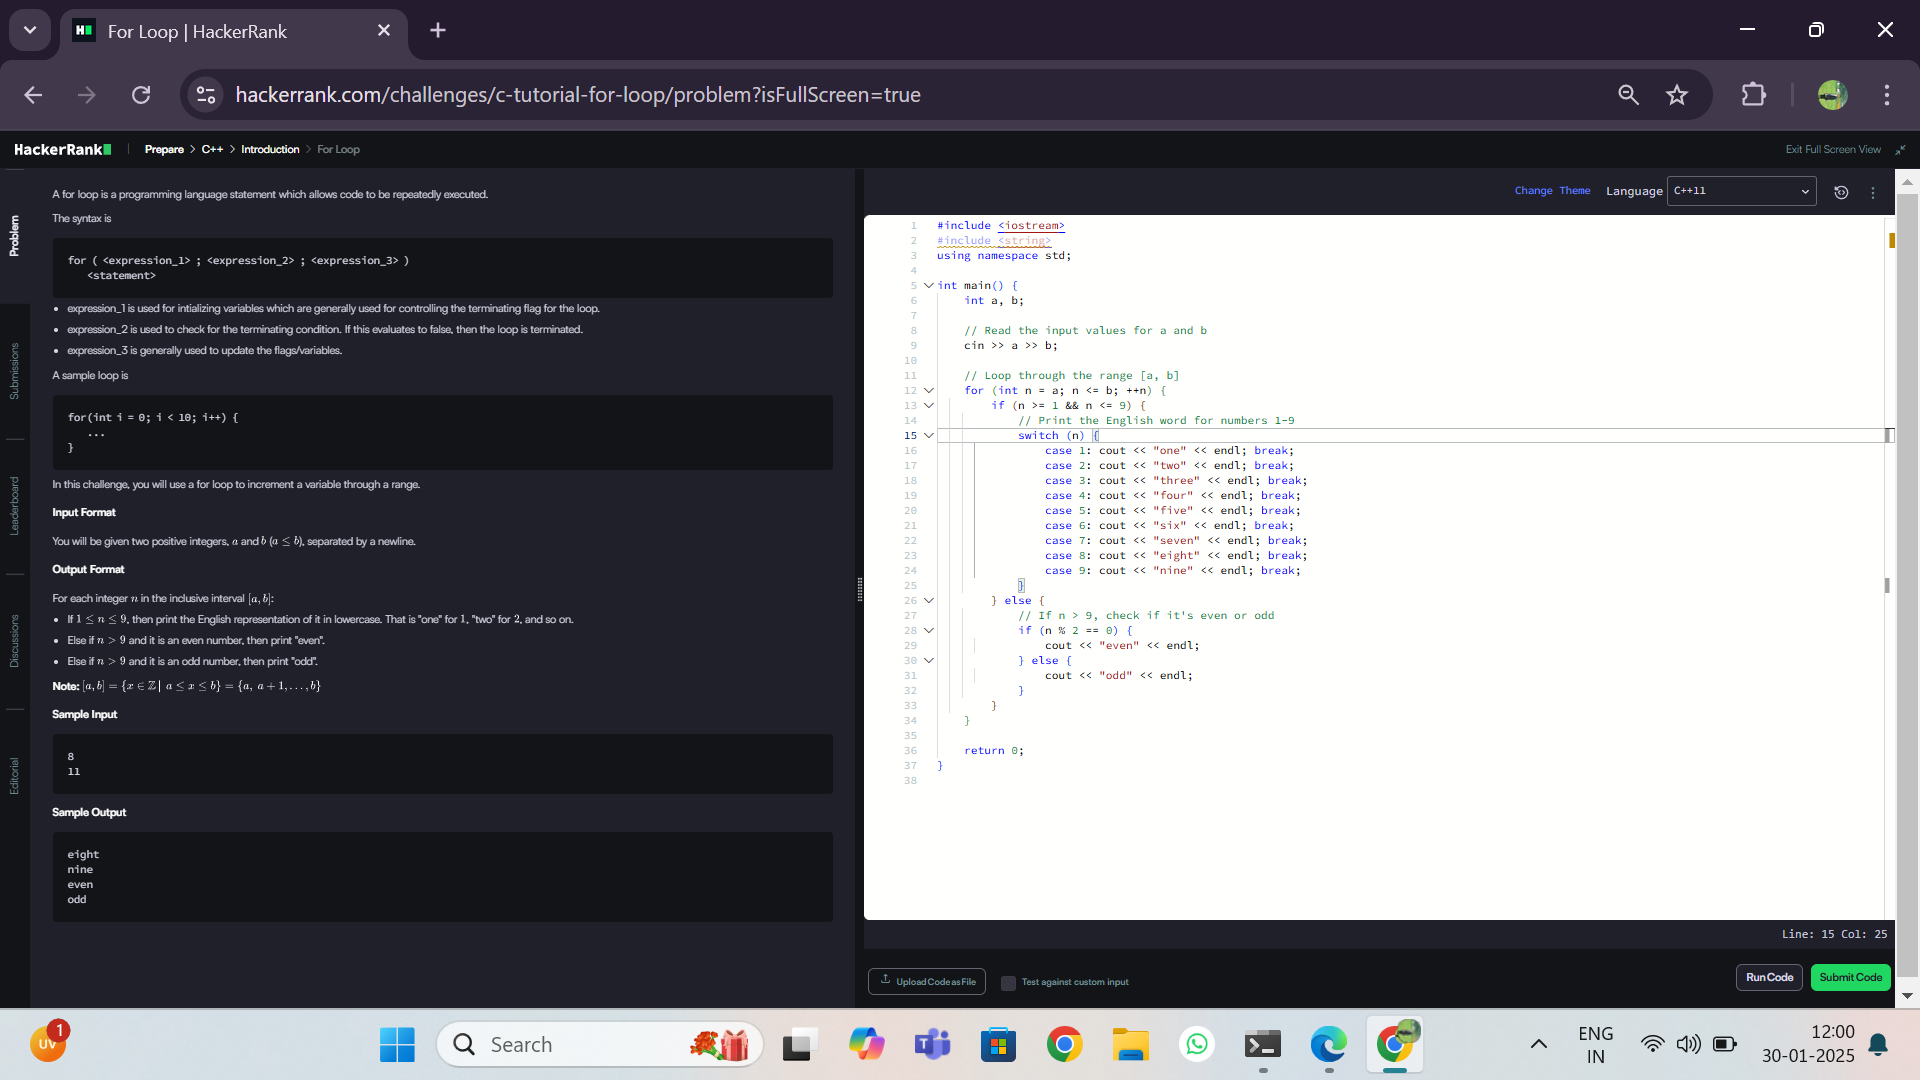 For Loop | HackerRank
hackerrank.com/challenges/c-tutorial-for-loop/problem?isFullScreen=true
HackerRank
Prepare > C++ > Introduction > For Loop
Exit Full Screen View
Problem
Submissions
Leaderboard
Discussions
Editorial
A for loop is a programming language statement which allows code to be repeatedly executed.
The syntax is
for ( <expression_1> ; <expression_2> ; <expression_3> )
<statement>
• expression_1 is used for intializing variables which are generally used for controlling the terminating flag for the loop.
• expression_2 is used to check for the terminating condition. If this evaluates to false, then the loop is terminated.
• expression_3 is generally used to update the flags/variables.
A sample loop is
for(int i = 0; i < 10; i++) {
...
}
In this challenge, you will use a for loop to increment a variable through a range.
Input Format
You will be given two positive integers, a and b (a ≤ b), separated by a newline.
Output Format
For each integer n in the inclusive interval [a, b]:
• If 1 ≤ n ≤ 9, then print the English representation of it in lowercase. That is "one" for 1, "two" for 2, and so on.
• Else if n > 9 and it is an even number, then print "even".
• Else if n > 9 and it is an odd number, then print "odd".
Note: [a, b] = {x ∈ ℤ | a ≤ x ≤ b} = {a, a + 1, . . . , b}
Sample Input
8
11
Sample Output
eight
nine
even
odd
Change Theme Language C++11
1 #include <iostream>
2 #include <string>
3 using namespace std;
4
5 int main() {
6 int a, b;
7
8 // Read the input values for a and b
9 cin >> a >> b;
10
11 // Loop through the range [a, b]
12 for (int n = a; n <= b; ++n) {
13 if (n >= 1 && n <= 9) {
14 // Print the English word for numbers 1-9
15 switch (n) {
16 case 1: cout << "one" << endl; break;
17 case 2: cout << "two" << endl; break;
18 case 3: cout << "three" << endl; break;
19 case 4: cout << "four" << endl; break;
20 case 5: cout << "five" << endl; break;
21 case 6: cout << "six" << endl; break;
22 case 7: cout << "seven" << endl; break;
23 case 8: cout << "eight" << endl; break;
24 case 9: cout << "nine" << endl; break;
25 }
26 } else {
27 // If n > 9, check if it's even or odd
28 if (n % 2 == 0) {
29 cout << "even" << endl;
30 } else {
31 cout << "odd" << endl;
32 }
33 }
34 }
35
36 return 0;
37 }
38
Line: 15 Col: 25
Upload Code as File
Test against custom input
Run Code
Submit Code
UV
1
Search
ENG
IN
12:00
30-01-2025